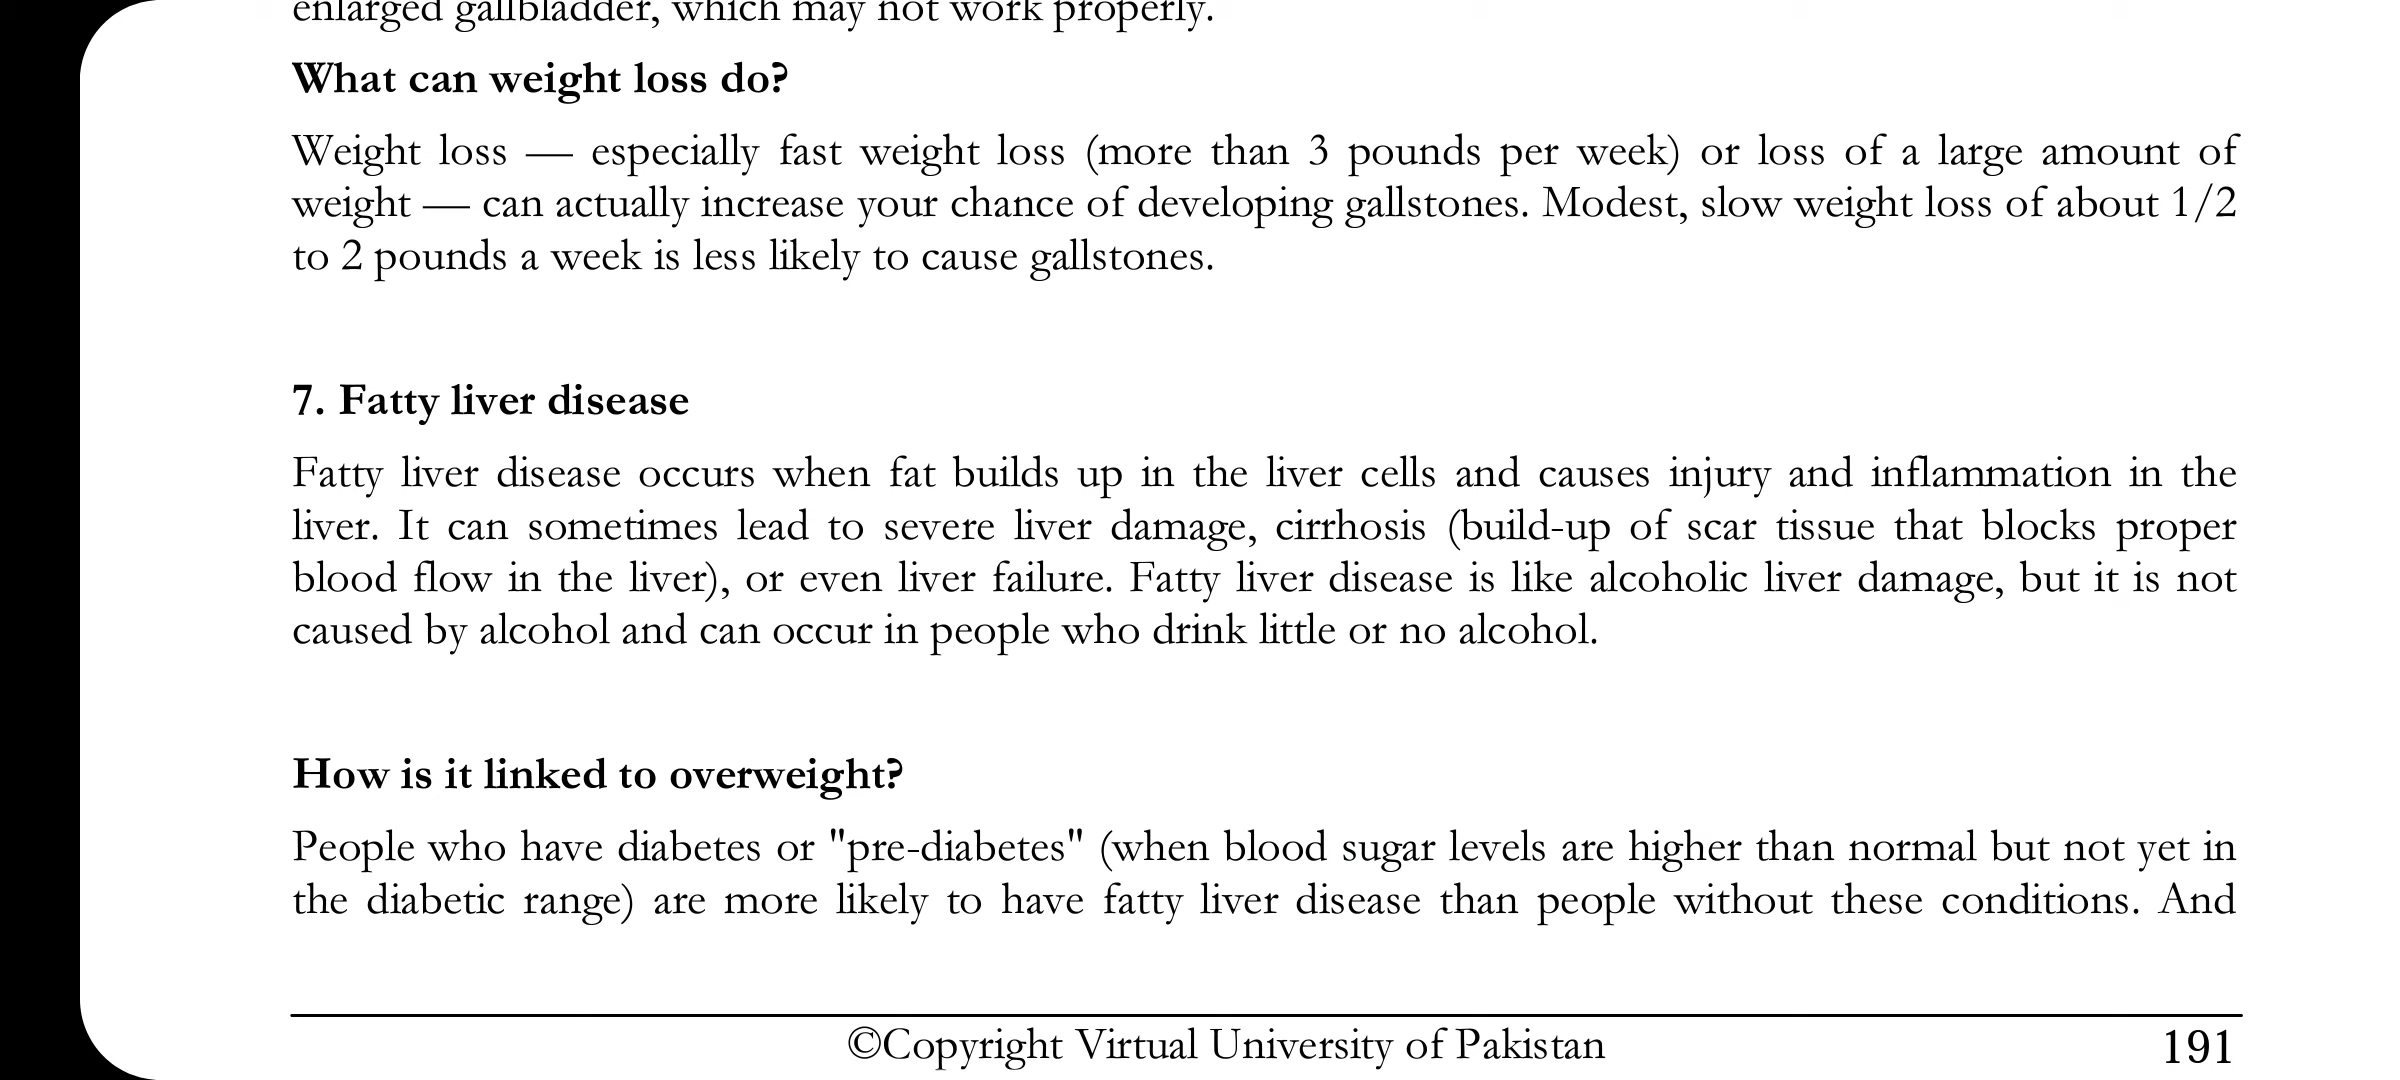 enlarged gallbladder, which may not work properly.
What can weight loss do?
Weight loss — especially fast weight loss (more than 3 pounds per week) or loss of a large amount of
weight — can actually increase your chance of developing gallstones. Modest, slow weight loss of about 1/2
to 2 pounds a week is less likely to cause gallstones.
7. Fatty liver disease
Fatty liver disease occurs when fat builds up in the liver cells and causes injury and inflammation in the
liver. It can sometimes lead to severe liver damage, cirrhosis (build-up of scar tissue that blocks proper
blood flow in the liver), or even liver failure. Fatty liver disease is like alcoholic liver damage, but it is not
caused by alcohol and can occur in people who drink little or no alcohol.
How is it linked to overweight?
People who have diabetes or "pre-diabetes" (when blood sugar levels are higher than normal but not yet in
the diabetic range) are more likely to have fatty liver disease than people without these conditions. And
©Copyright Virtual University of Pakistan 191